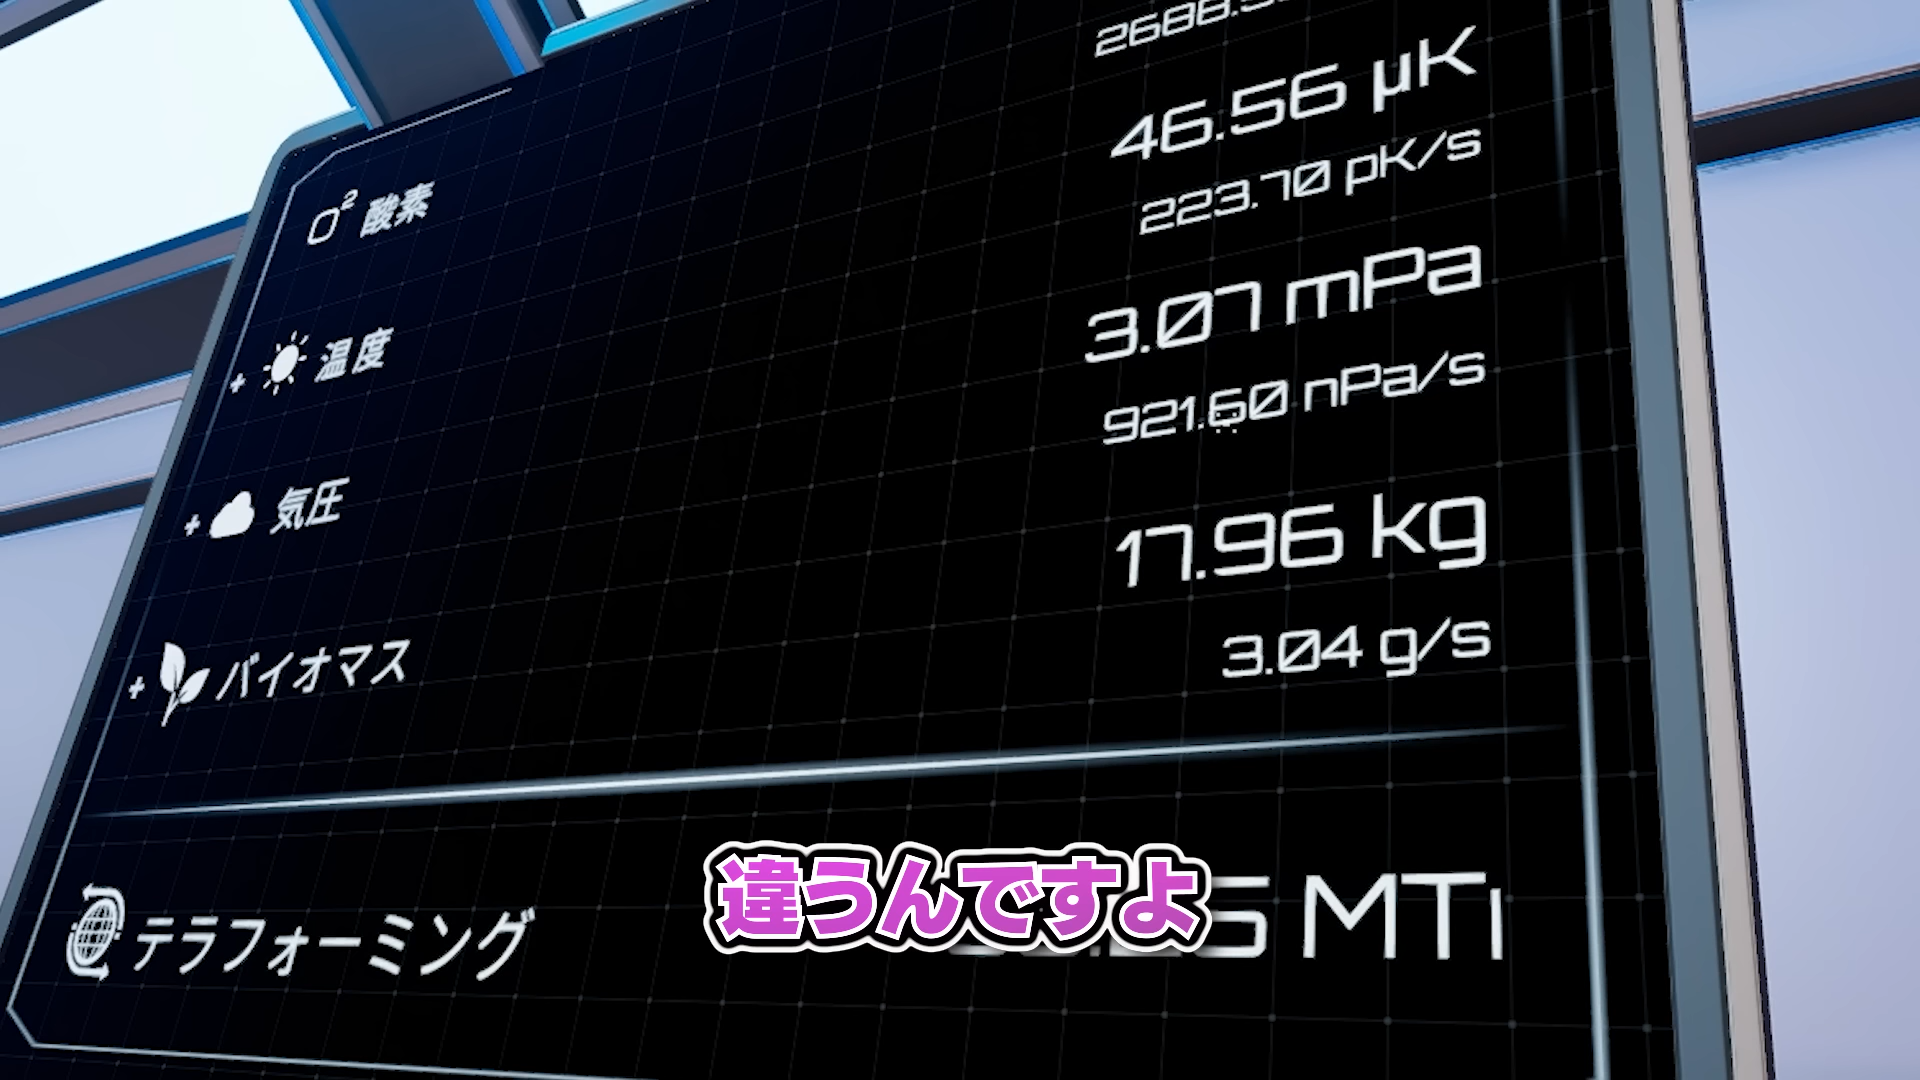 O² 酸素
46.56 µK
+ 温度
223.70 pK/s
3.07 mPa
+ 気圧
921.60 nPa/s
17.96 kg
+ バイオマス
3.04 g/s
テラフォーミング
MTi
違うんですよ